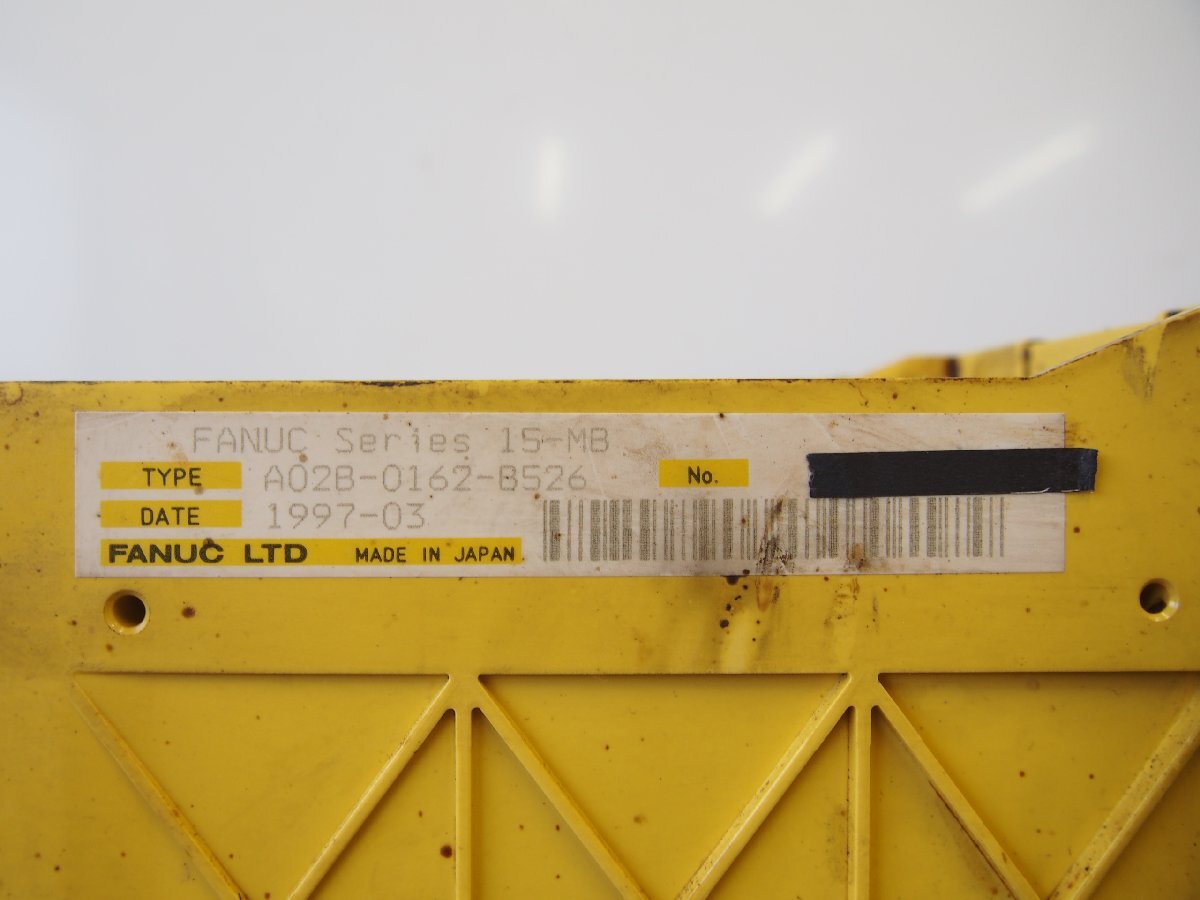 FANUC Series 15-MB
TYPE A02B-0162-B526 No.
DATE 1997-03
FANUC LTD MADE IN JAPAN